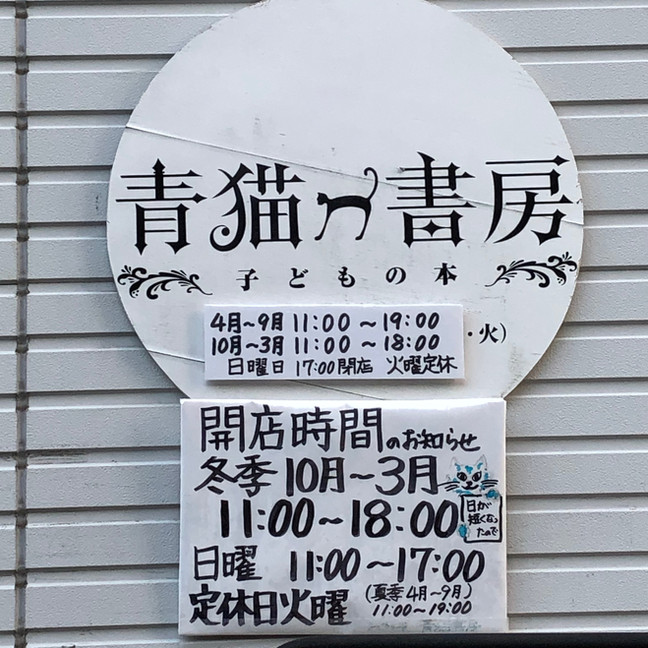 青猫書房
子どもの本
・火)
4月~9月 11:00 ~19:00
10月~3月 11:00 ~18:00
日曜日 17:00閉店 火曜定休
開店時間のお知らせ
冬季10月~3月
11:00~18:00
日が
短くなっ
たので
日曜 11:00~17:00
定休日火曜
(夏季4月~9月)
11:00~19:00